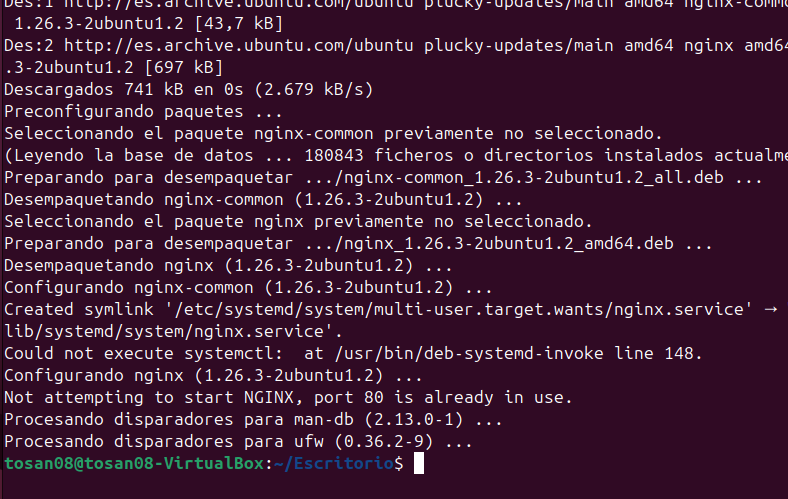 Des:1 http://es.archive.ubuntu.com/ubuntu plucky-updates/main amd64 nginx-comm
1.26.3-2ubuntu1.2 [43,7 kB]
Des:2 http://es.archive.ubuntu.com/ubuntu plucky-updates/main amd64 nginx amd64
.3-2ubuntu1.2 [697 kB]
Descargados 741 kB en 0s (2.679 kB/s)
Preconfigurando paquetes ...
Seleccionando el paquete nginx-common previamente no seleccionado.
(Leyendo la base de datos ... 180843 ficheros o directorios instalados actualme
Preparando para desempaquetar .../nginx-common_1.26.3-2ubuntu1.2_all.deb ...
Desempaquetando nginx-common (1.26.3-2ubuntu1.2) ...
Seleccionando el paquete nginx previamente no seleccionado.
Preparando para desempaquetar .../nginx_1.26.3-2ubuntu1.2_amd64.deb ...
Desempaquetando nginx (1.26.3-2ubuntu1.2) ...
Configurando nginx-common (1.26.3-2ubuntu1.2) ...
Created symlink '/etc/systemd/system/multi-user.target.wants/nginx.service' →
lib/systemd/system/nginx.service'.
Could not execute systemctl:  at /usr/bin/deb-systemd-invoke line 148.
Configurando nginx (1.26.3-2ubuntu1.2) ...
Not attempting to start NGINX, port 80 is already in use.
Procesando disparadores para man-db (2.13.0-1) ...
Procesando disparadores para ufw (0.36.2-9) ...
tosan08@tosan08-VirtualBox:~/Escritorio$